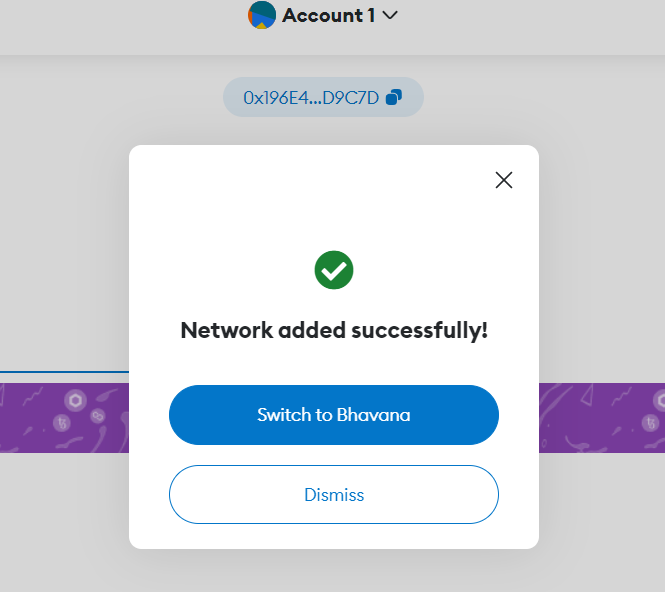 Account 1
0x196E4...D9C7D
Network added successfully!
Switch to Bhavana
Dismiss